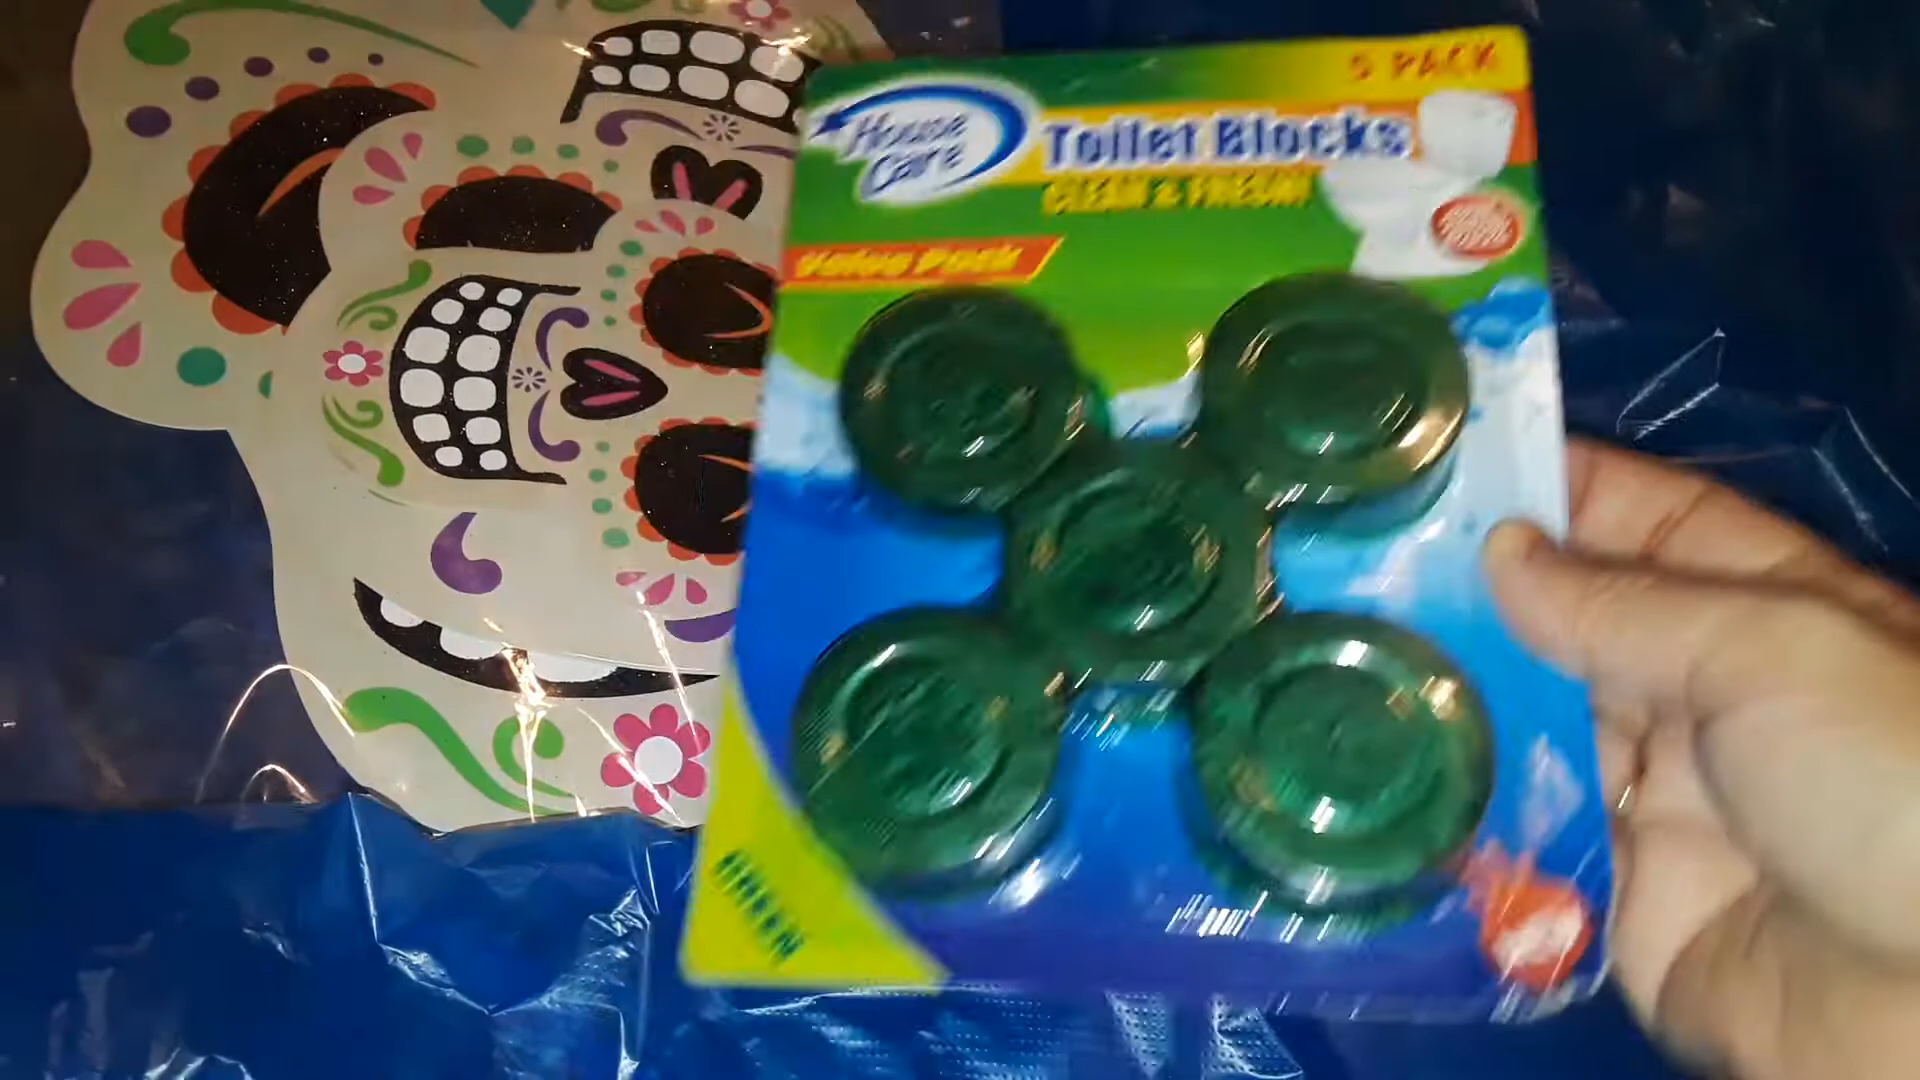 5 PACK
House
Care
Toilet Blocks
CLEAN & FRESH!
Value Pack